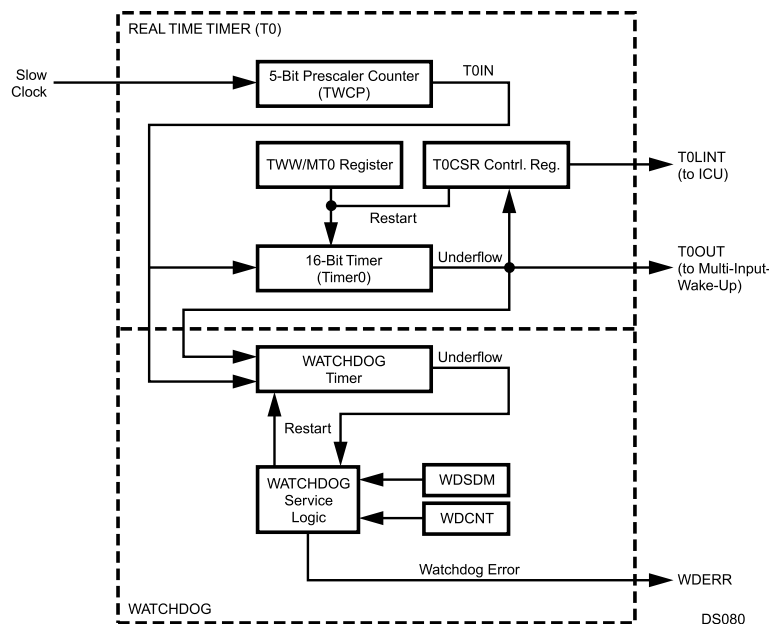 REAL TIME TIMER (T0)
Slow
Clock
5-Bit Prescaler Counter
(TWCP)
T0IN
TWW/MT0 Register
T0CSR Contrl. Reg.
T0LINT
(to ICU)
Restart
16-Bit Timer
(Timer0)
Underflow
T0OUT
(to Multi-Input-
Wake-Up)
WATCHDOG
Timer
Underflow
Restart
WATCHDOG
Service
Logic
WDSDM
WDCNT
Watchdog Error
WDERR
WATCHDOG
DS080